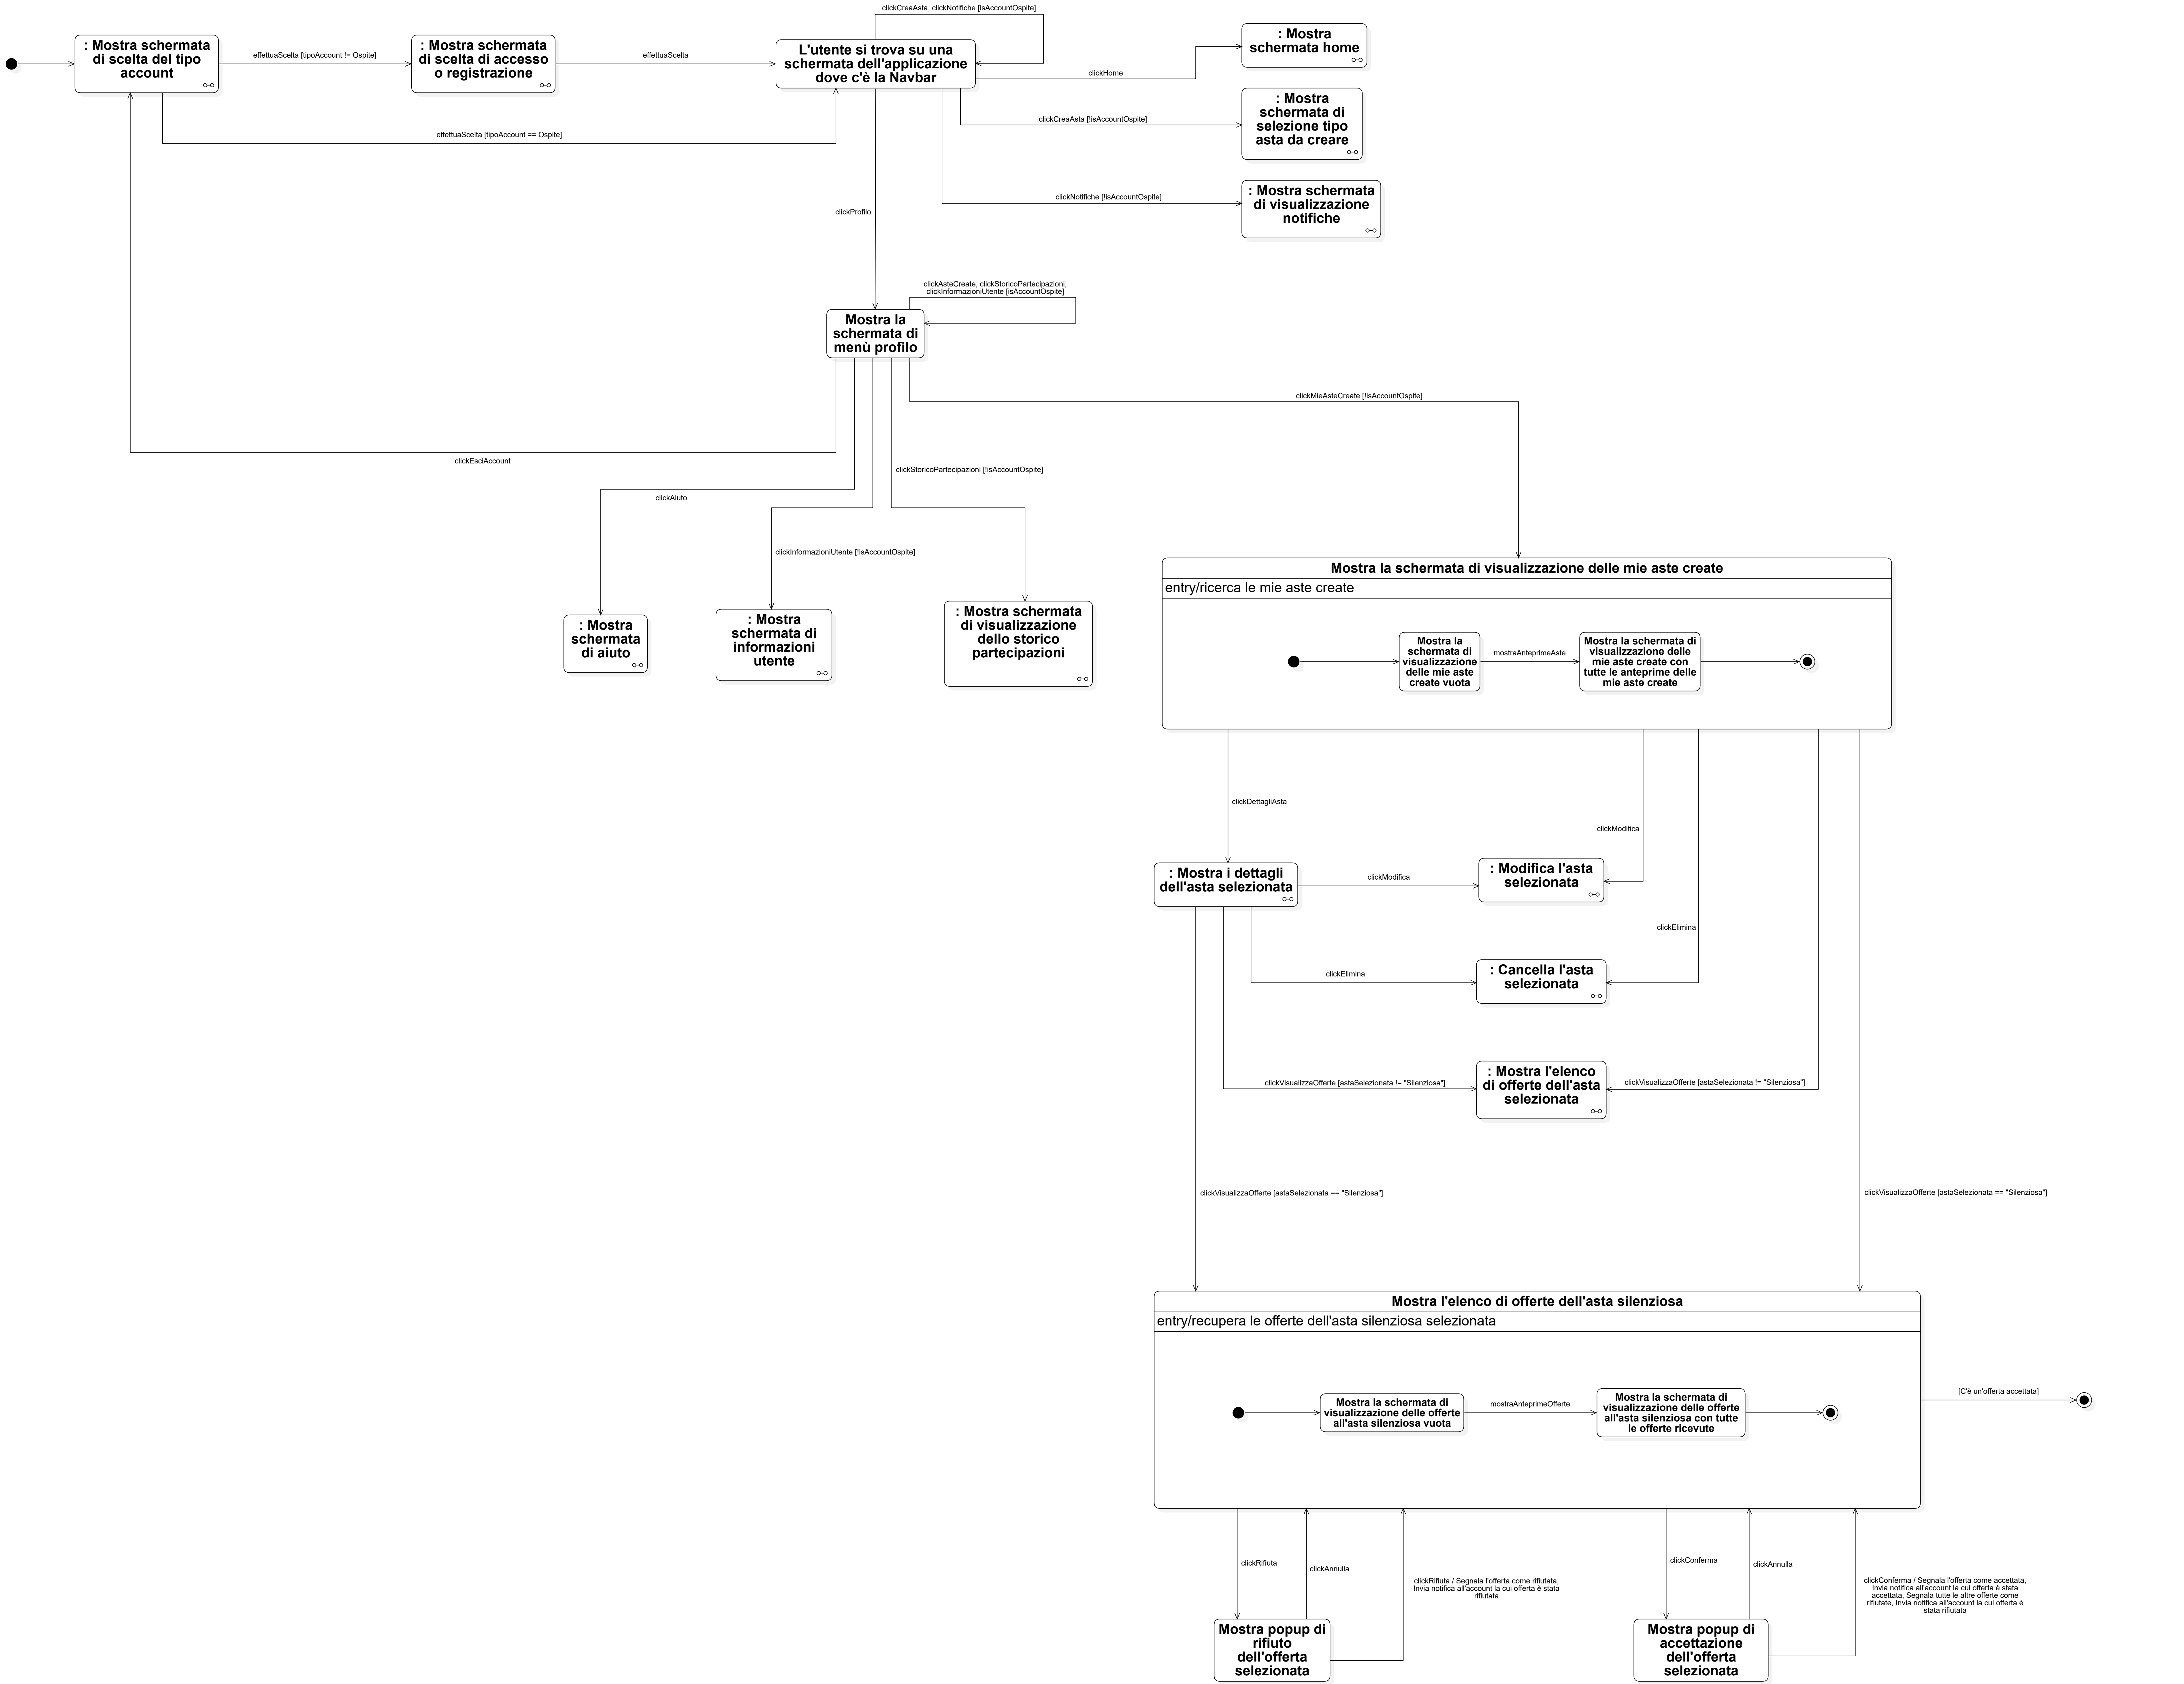 clickCreaAsta, clickNotifiche [isAccountOspite]
: Mostra schermata
di scelta del tipo
account
effettuaScelta [tipoAccount != Ospite]
: Mostra schermata
di scelta di accesso
o registrazione
effettuaScelta
L'utente si trova su una
schermata dell'applicazione
dove c'è la Navbar
clickHome
: Mostra
schermata home
effettuaScelta [tipoAccount == Ospite]
clickCreaAsta [!isAccountOspite]
: Mostra
schermata di
selezione tipo
asta da creare
clickNotifiche [!isAccountOspite]
: Mostra schermata
di visualizzazione
notifiche
clickProfilo
clickAsteCreate, clickStoricoPartecipazioni,
clickInformazioniUtente [isAccountOspite]
Mostra la
schermata di
menù profilo
clickMieAsteCreate [!isAccountOspite]
clickEsciAccount
clickStoricoPartecipazioni [!isAccountOspite]
clickAiuto
clickInformazioniUtente [!isAccountOspite]
: Mostra
schermata
di aiuto
: Mostra
schermata di
informazioni
utente
: Mostra schermata
di visualizzazione
dello storico
partecipazioni
Mostra la schermata di visualizzazione delle mie aste create
entry/ricerca le mie aste create
Mostra la
schermata di
visualizzazione
delle mie aste
create vuota
mostraAnteprimeAste
Mostra la schermata di
visualizzazione delle
mie aste create con
tutte le anteprime delle
mie aste create
clickDettagliAsta
clickModifica
: Mostra i dettagli
dell'asta selezionata
clickModifica
: Modifica l'asta
selezionata
clickElimina
clickElimina
: Cancella l'asta
selezionata
clickVisualizzaOfferte [astaSelezionata != "Silenziosa"]
: Mostra l'elenco
di offerte dell'asta
selezionata
clickVisualizzaOfferte [astaSelezionata != "Silenziosa"]
clickVisualizzaOfferte [astaSelezionata == "Silenziosa"]
clickVisualizzaOfferte [astaSelezionata == "Silenziosa"]
Mostra l'elenco di offerte dell'asta silenziosa
entry/recupera le offerte dell'asta silenziosa selezionata
Mostra la schermata di
visualizzazione delle offerte
all'asta silenziosa vuota
mostraAnteprimeOfferte
Mostra la schermata di
visualizzazione delle offerte
all'asta silenziosa con tutte
le offerte ricevute
[C'è un'offerta accettata]
clickRifiuta
clickAnnulla
clickRifiuta / Segnala l'offerta come rifiutata,
Invia notifica all'account la cui offerta è stata
rifiutata
clickConferma
clickAnnulla
clickConferma / Segnala l'offerta come accettata,
Invia notifica all'account la cui offerta è stata
accettata, Segnala tutte le altre offerte come
rifiutate, Invia notifica all'account la cui offerta è
stata rifiutata
Mostra popup di
rifiuto
dell'offerta
selezionata
Mostra popup di
accettazione
dell'offerta
selezionata